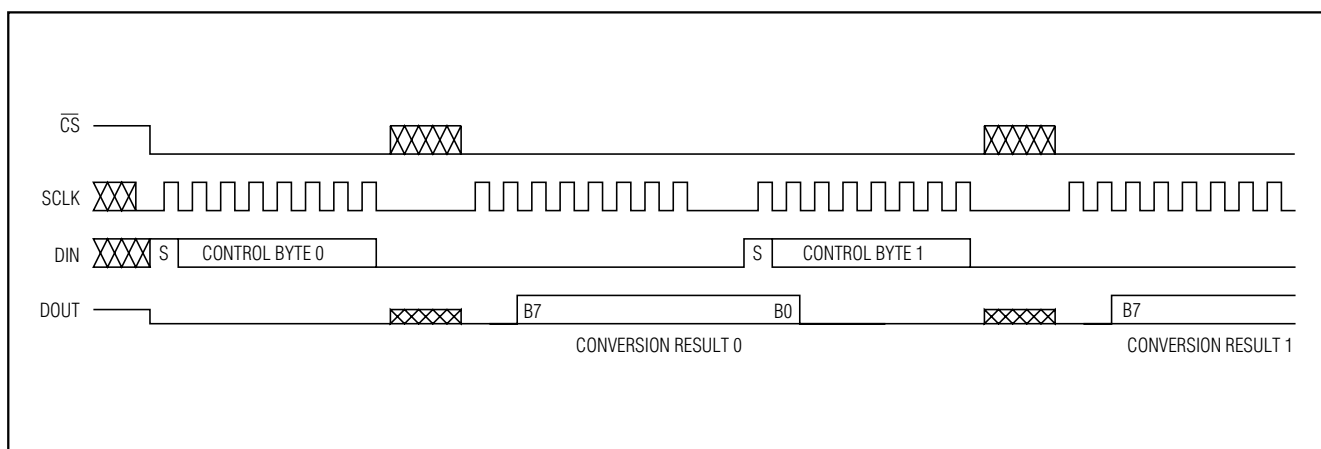 CS
SCLK
DIN S CONTROL BYTE 0 S CONTROL BYTE 1
DOUT B7 B0 B7
CONVERSION RESULT 0 CONVERSION RESULT 1